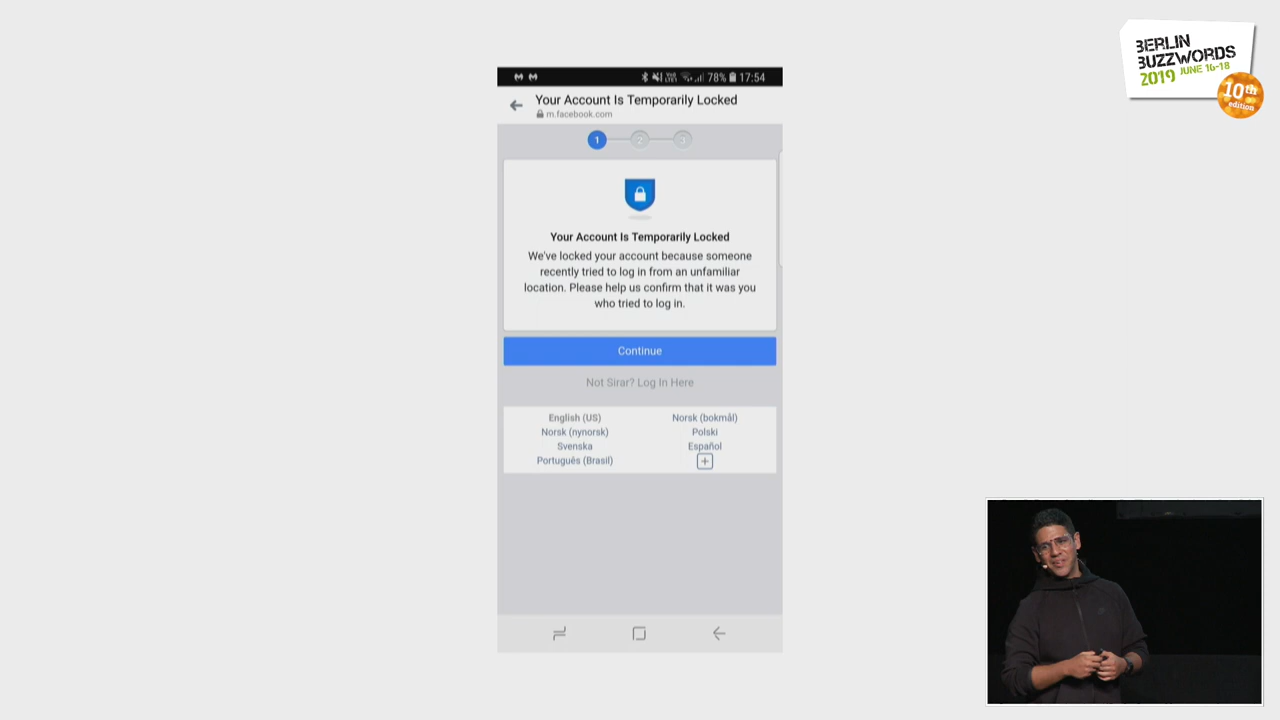 BERLIN
BUZZWORDS
2019 JUNE 16-18
10th
edition
78% 17:54
Your Account Is Temporarily Locked
m.facebook.com
1
2
3
Your Account Is Temporarily Locked
We've locked your account because someone
recently tried to log in from an unfamiliar
location. Please help us confirm that it was you
who tried to log in.
Continue
Not Sirar? Log In Here
English (US) Norsk (bokmål)
Norsk (nynorsk) Polski
Svenska Español
Português (Brasil) +